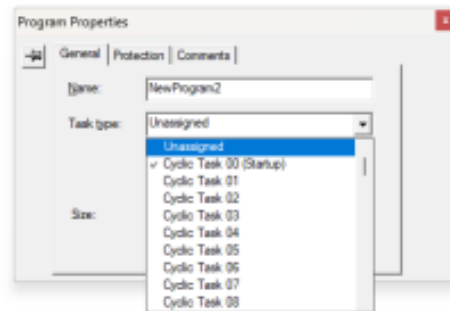 Program Properties
General Protection Comments
Name: NewProgram2
Task type: Unassigned
Unassigned
✓ Cyclic Task 00 (Startup)
Cyclic Task 01
Cyclic Task 02
Size: Cyclic Task 03
Cyclic Task 04
Cyclic Task 05
Cyclic Task 06
Cyclic Task 07
Cyclic Task 08